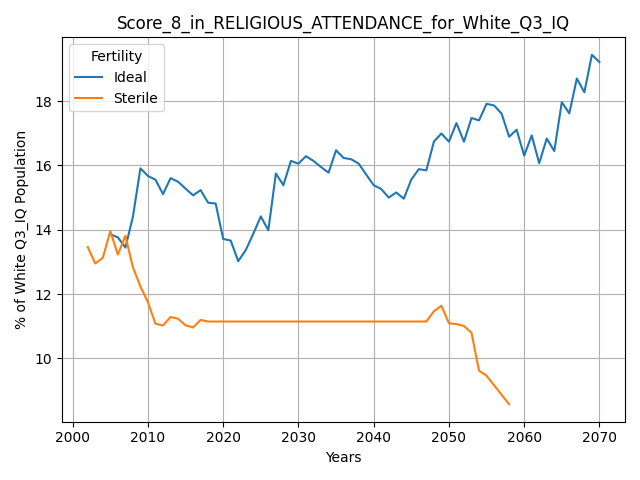 Score_8_in_RELIGIOUS_ATTENDANCE_for_White_Q3_IQ
Fertility
Ideal
Sterile
% of White Q3_IQ Population
18
16
14
12
10
2000 2010 2020 2030 2040 2050 2060 2070
Years